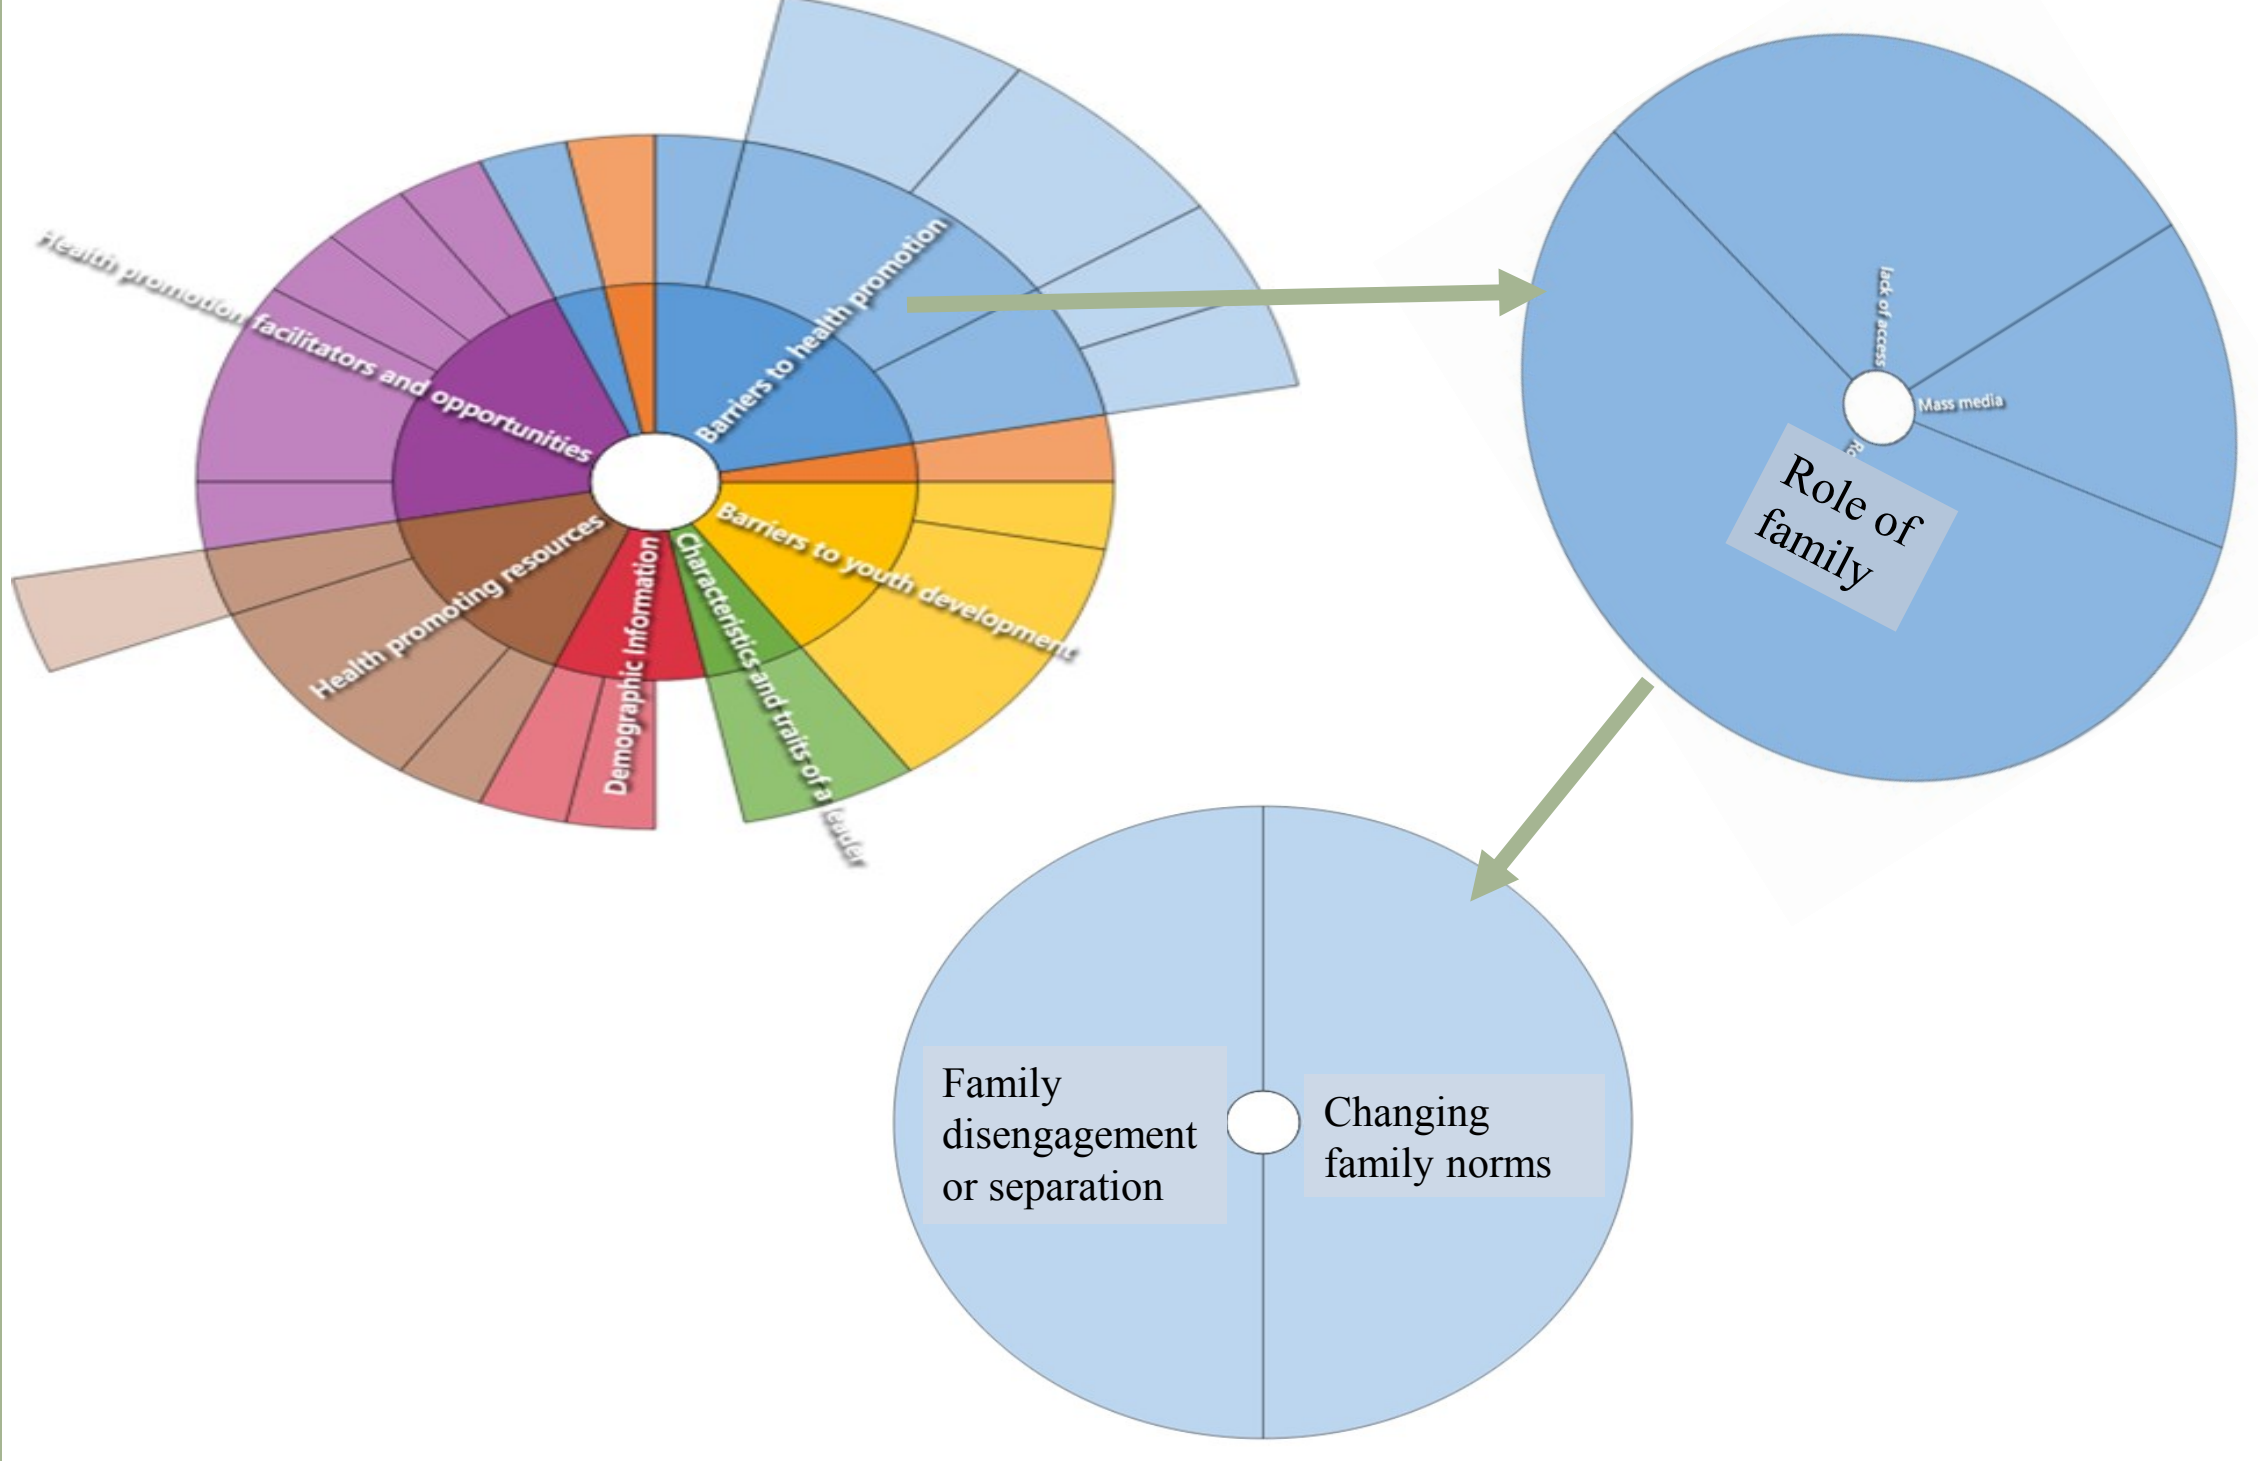 Health promotion facilitators and opportunities
Barriers to health promotion
Barriers to youth development
Characteristics and traits of a leader
Demographic Information
Health promoting resources
lack of access
Mass media
Ro
Role of
family
Family
disengagement
or separation
Changing
family norms